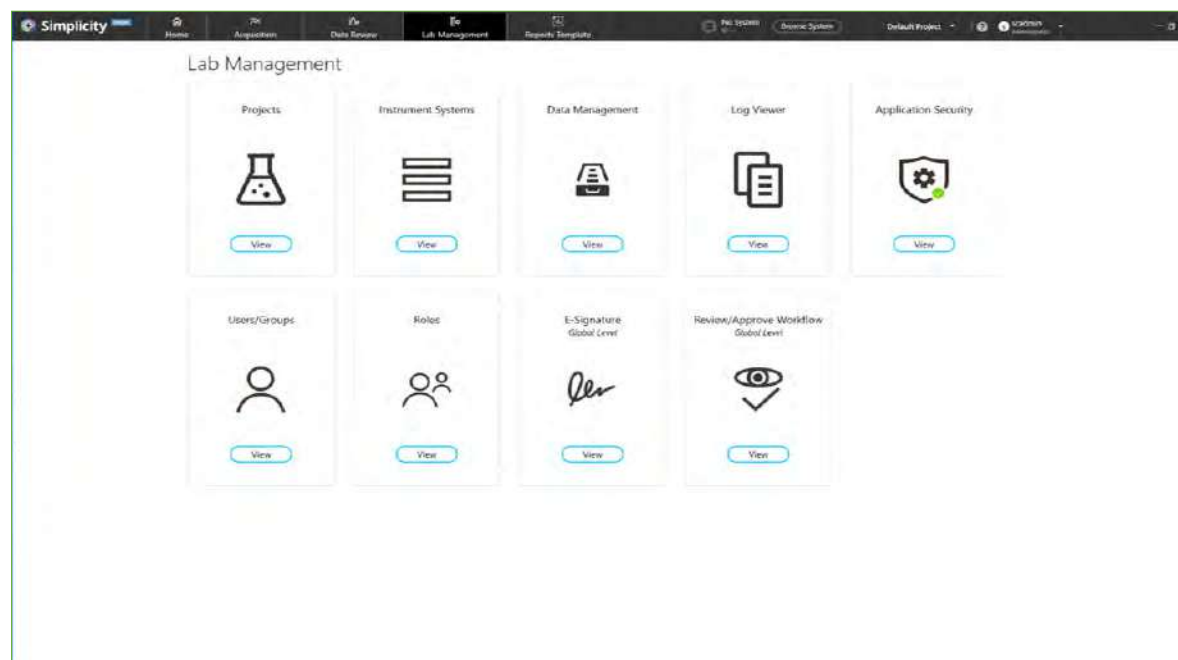 Simplicity
Home
Acquisition
Data Review
Lab Management
Reports Template
No System
Browse System
Default Project
Lab Management
Projects
Instrument Systems
Data Management
Log Viewer
Application Security
View
View
View
View
View
Users/Groups
Roles
E-Signature
Review/Approve Workflow
Global Level
Global Level
View
View
View
View